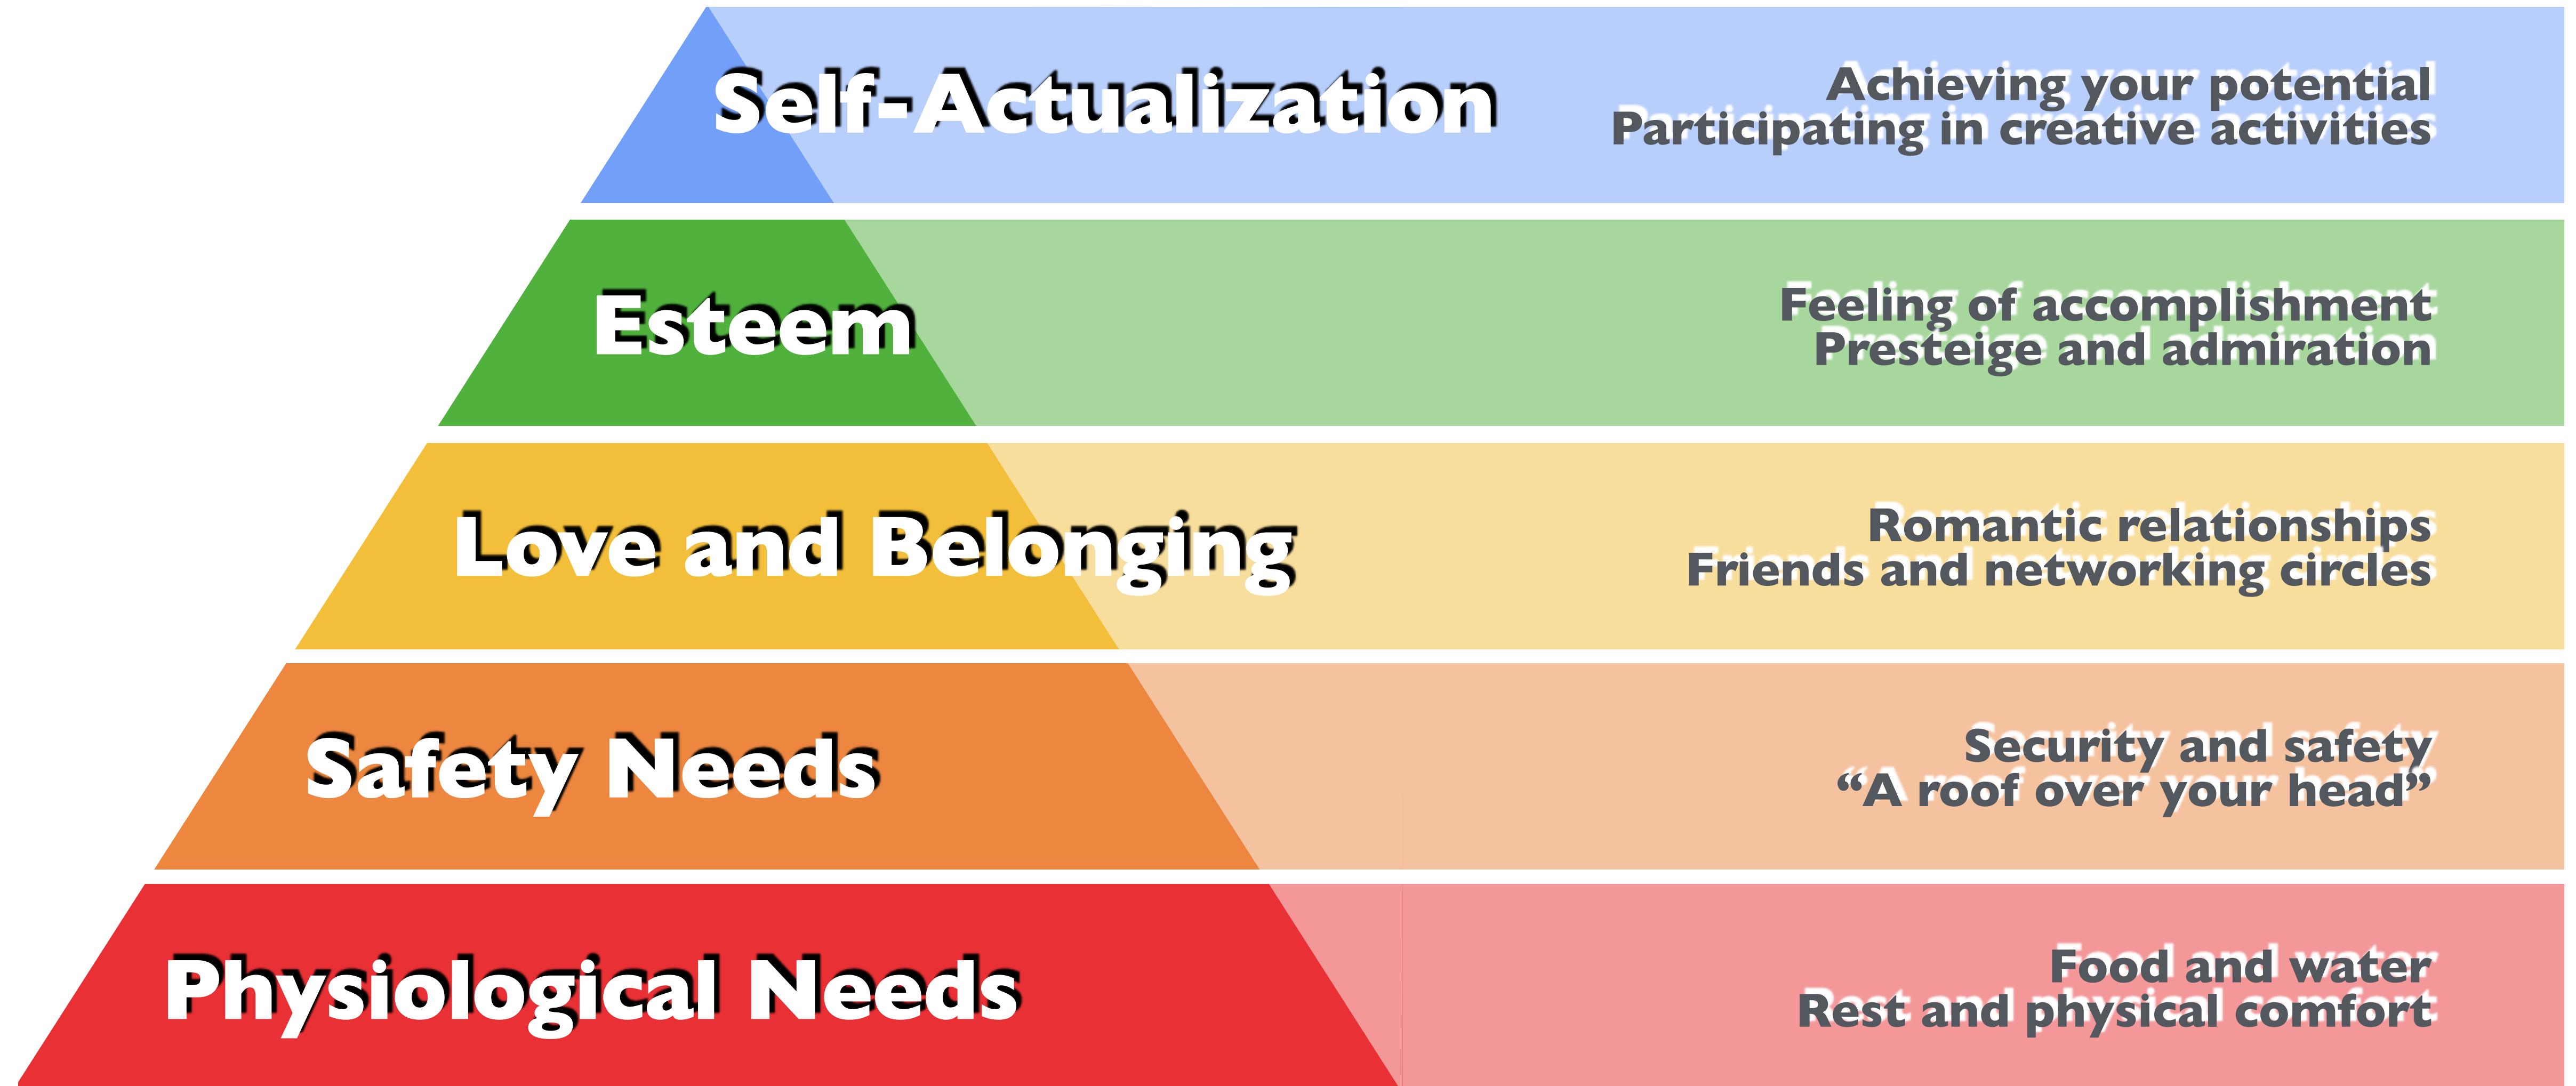 Self-Actualization
Achieving your potential
Participating in creative activities
Esteem
Feeling of accomplishment
Presteige and admiration
Love and Belonging
Romantic relationships
Friends and networking circles
Safety Needs
Security and safety
“A roof over your head”
Physiological Needs
Food and water
Rest and physical comfort